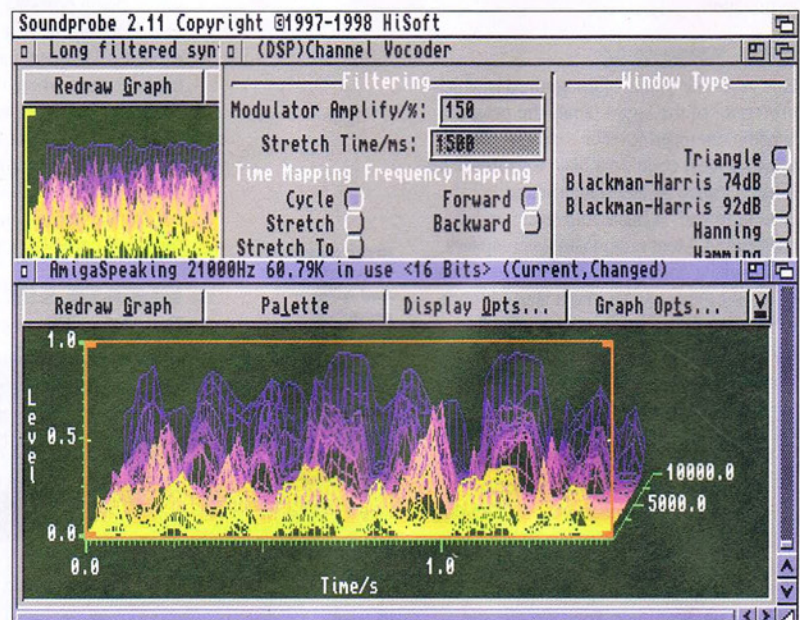 Soundprobe 2.11 Copyright ©1997-1998 HiSoft
Long filtered syn
(DSP)Channel Vocoder
Redraw Graph
Filtering
Window Type
Modulator Amplify/%: 150
Stretch Time/ms: 1500
Time Mapping Frequency Mapping
Cycle
Forward
Stretch
Backward
Stretch To
Triangle
Blackman-Harris 74dB
Blackman-Harris 92dB
Hanning
Hamming
AmigaSpeaking 21000Hz 60.79K in use <16 Bits> (Current,Changed)
Redraw Graph
Palette
Display Opts...
Graph Opts...
1.0
Level
0.5
0.0
10000.0
5000.0
0.0
1.0
Time/s